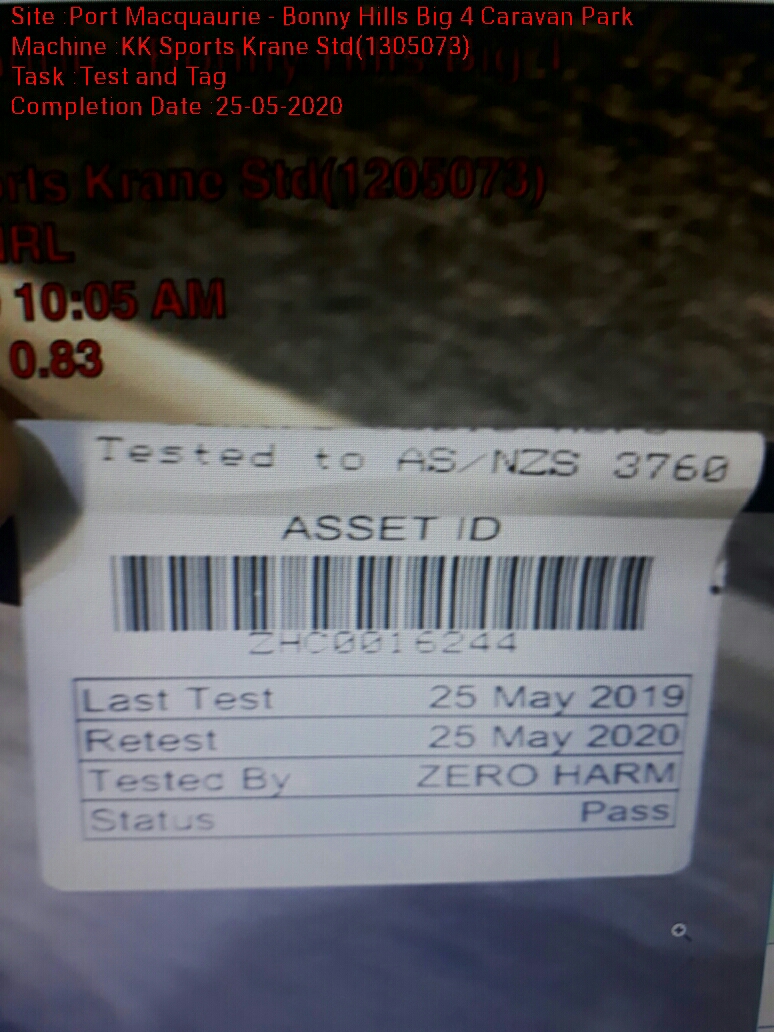 Site :Port Macquaurie - Bonny Hills Big 4 Caravan Park
Machine :KK Sports Krane Std(1305073)
Task :Test and Tag
Completion Date :25-05-2020
rts Krane Std(1205073)
IRL
10:05 AM
0.83
Tested to AS/NZS 3760
ASSET ID
ZHC0016244
Last Test 25 May 2019
Retest 25 May 2020
Tested By ZERO HARM
Status Pass